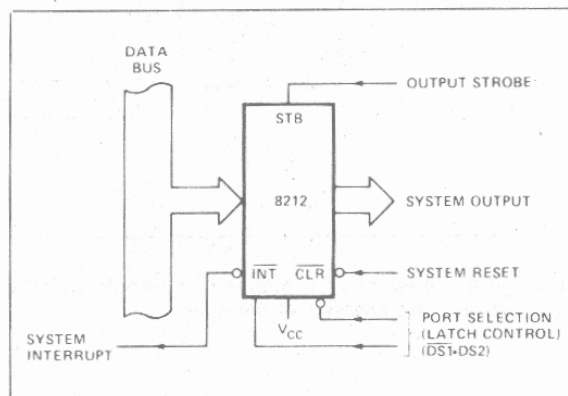 DATA
BUS
OUTPUT STROBE
STB
8212
SYSTEM OUTPUT
INT
CLR
SYSTEM RESET
SYSTEM
INTERRUPT
VCC
PORT SELECTION
(LATCH CONTROL)
(DS1•DS2)